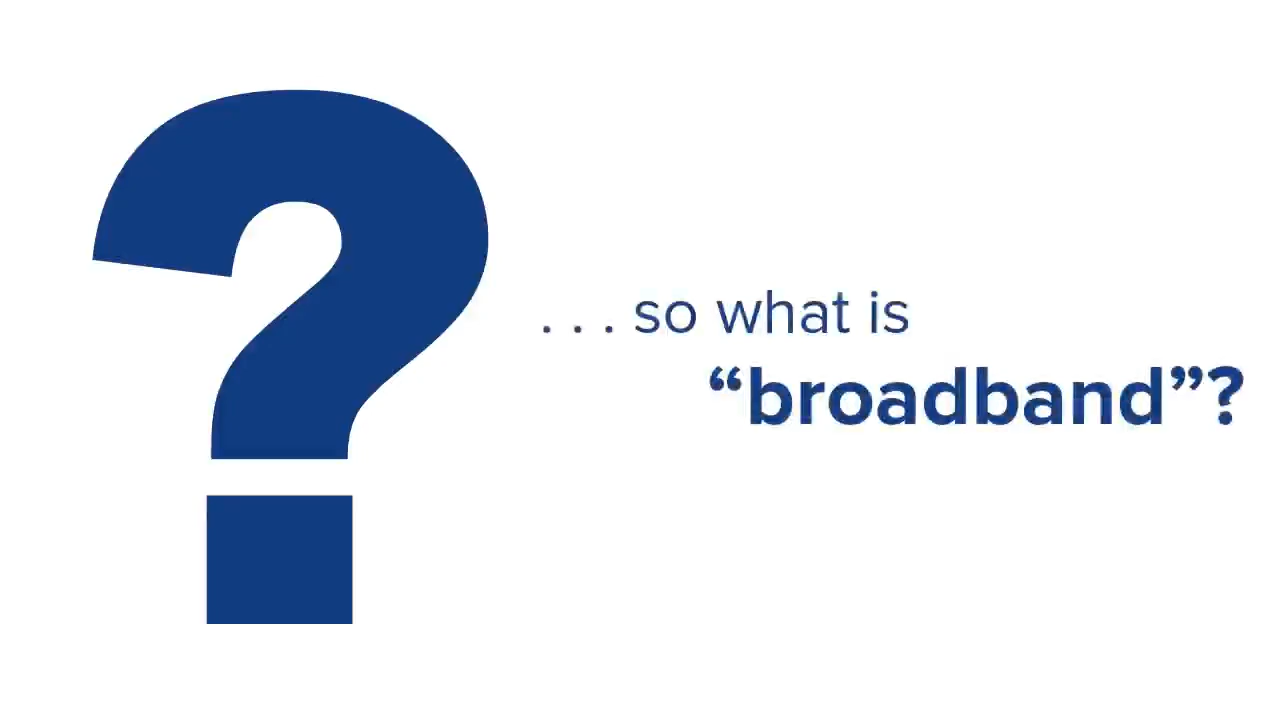 ?
. . . so what is
“broadband”?